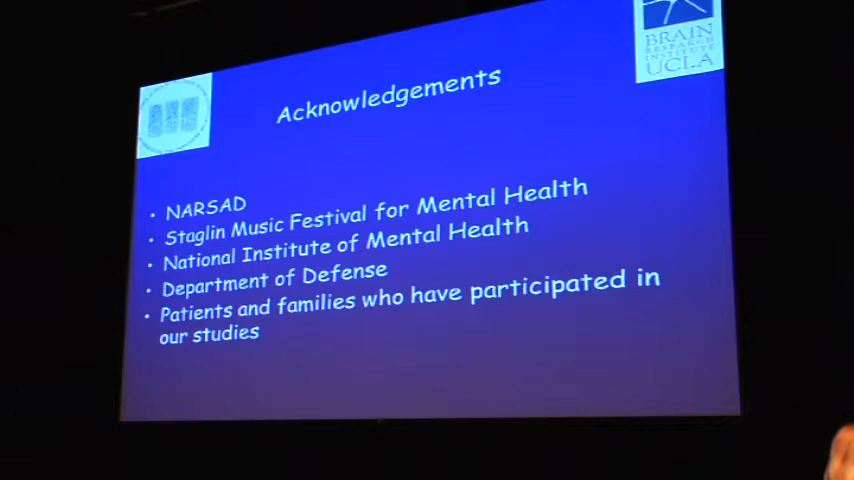 BRAIN
RESEARCH
INSTITUTE
UCLA
Acknowledgements
• NARSAD
• Staglin Music Festival for Mental Health
• National Institute of Mental Health
• Department of Defense
• Patients and families who have participated in
our studies